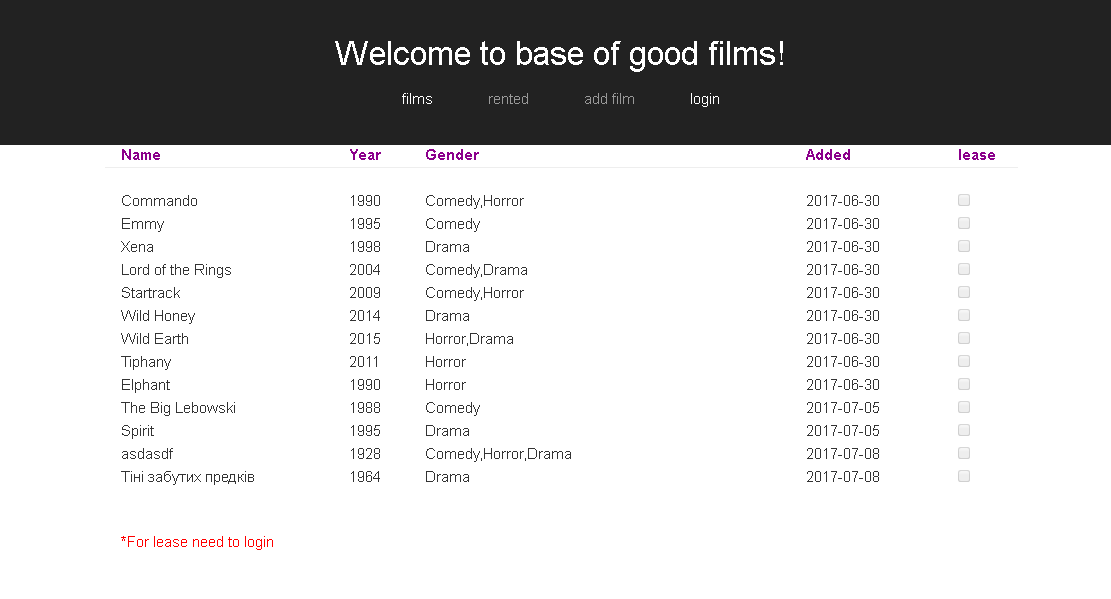 Welcome to base of good films!
films rented add film login
Name Year Gender Added lease
Commando 1990 Comedy,Horror 2017-06-30
Emmy 1995 Comedy 2017-06-30
Xena 1998 Drama 2017-06-30
Lord of the Rings 2004 Comedy,Drama 2017-06-30
Startrack 2009 Comedy,Horror 2017-06-30
Wild Honey 2014 Drama 2017-06-30
Wild Earth 2015 Horror,Drama 2017-06-30
Tiphany 2011 Horror 2017-06-30
Elphant 1990 Horror 2017-06-30
The Big Lebowski 1988 Comedy 2017-07-05
Spirit 1995 Drama 2017-07-05
asdasdf 1928 Comedy,Horror,Drama 2017-07-08
Тіні забутих предків 1964 Drama 2017-07-08
*For lease need to login